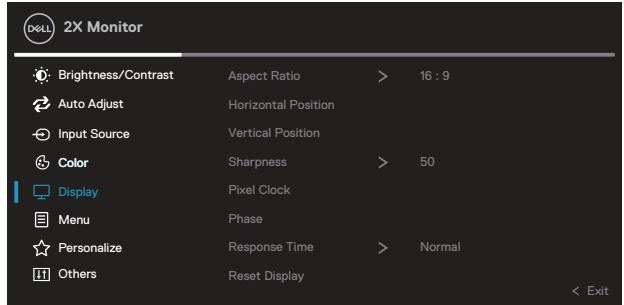 DELL 2X Monitor
Brightness/Contrast Aspect Ratio > 16 : 9
Auto Adjust Horizontal Position
Input Source Vertical Position
Color Sharpness > 50
Display Pixel Clock
Menu Phase
Personalize Response Time > Normal
Others Reset Display
< Exit